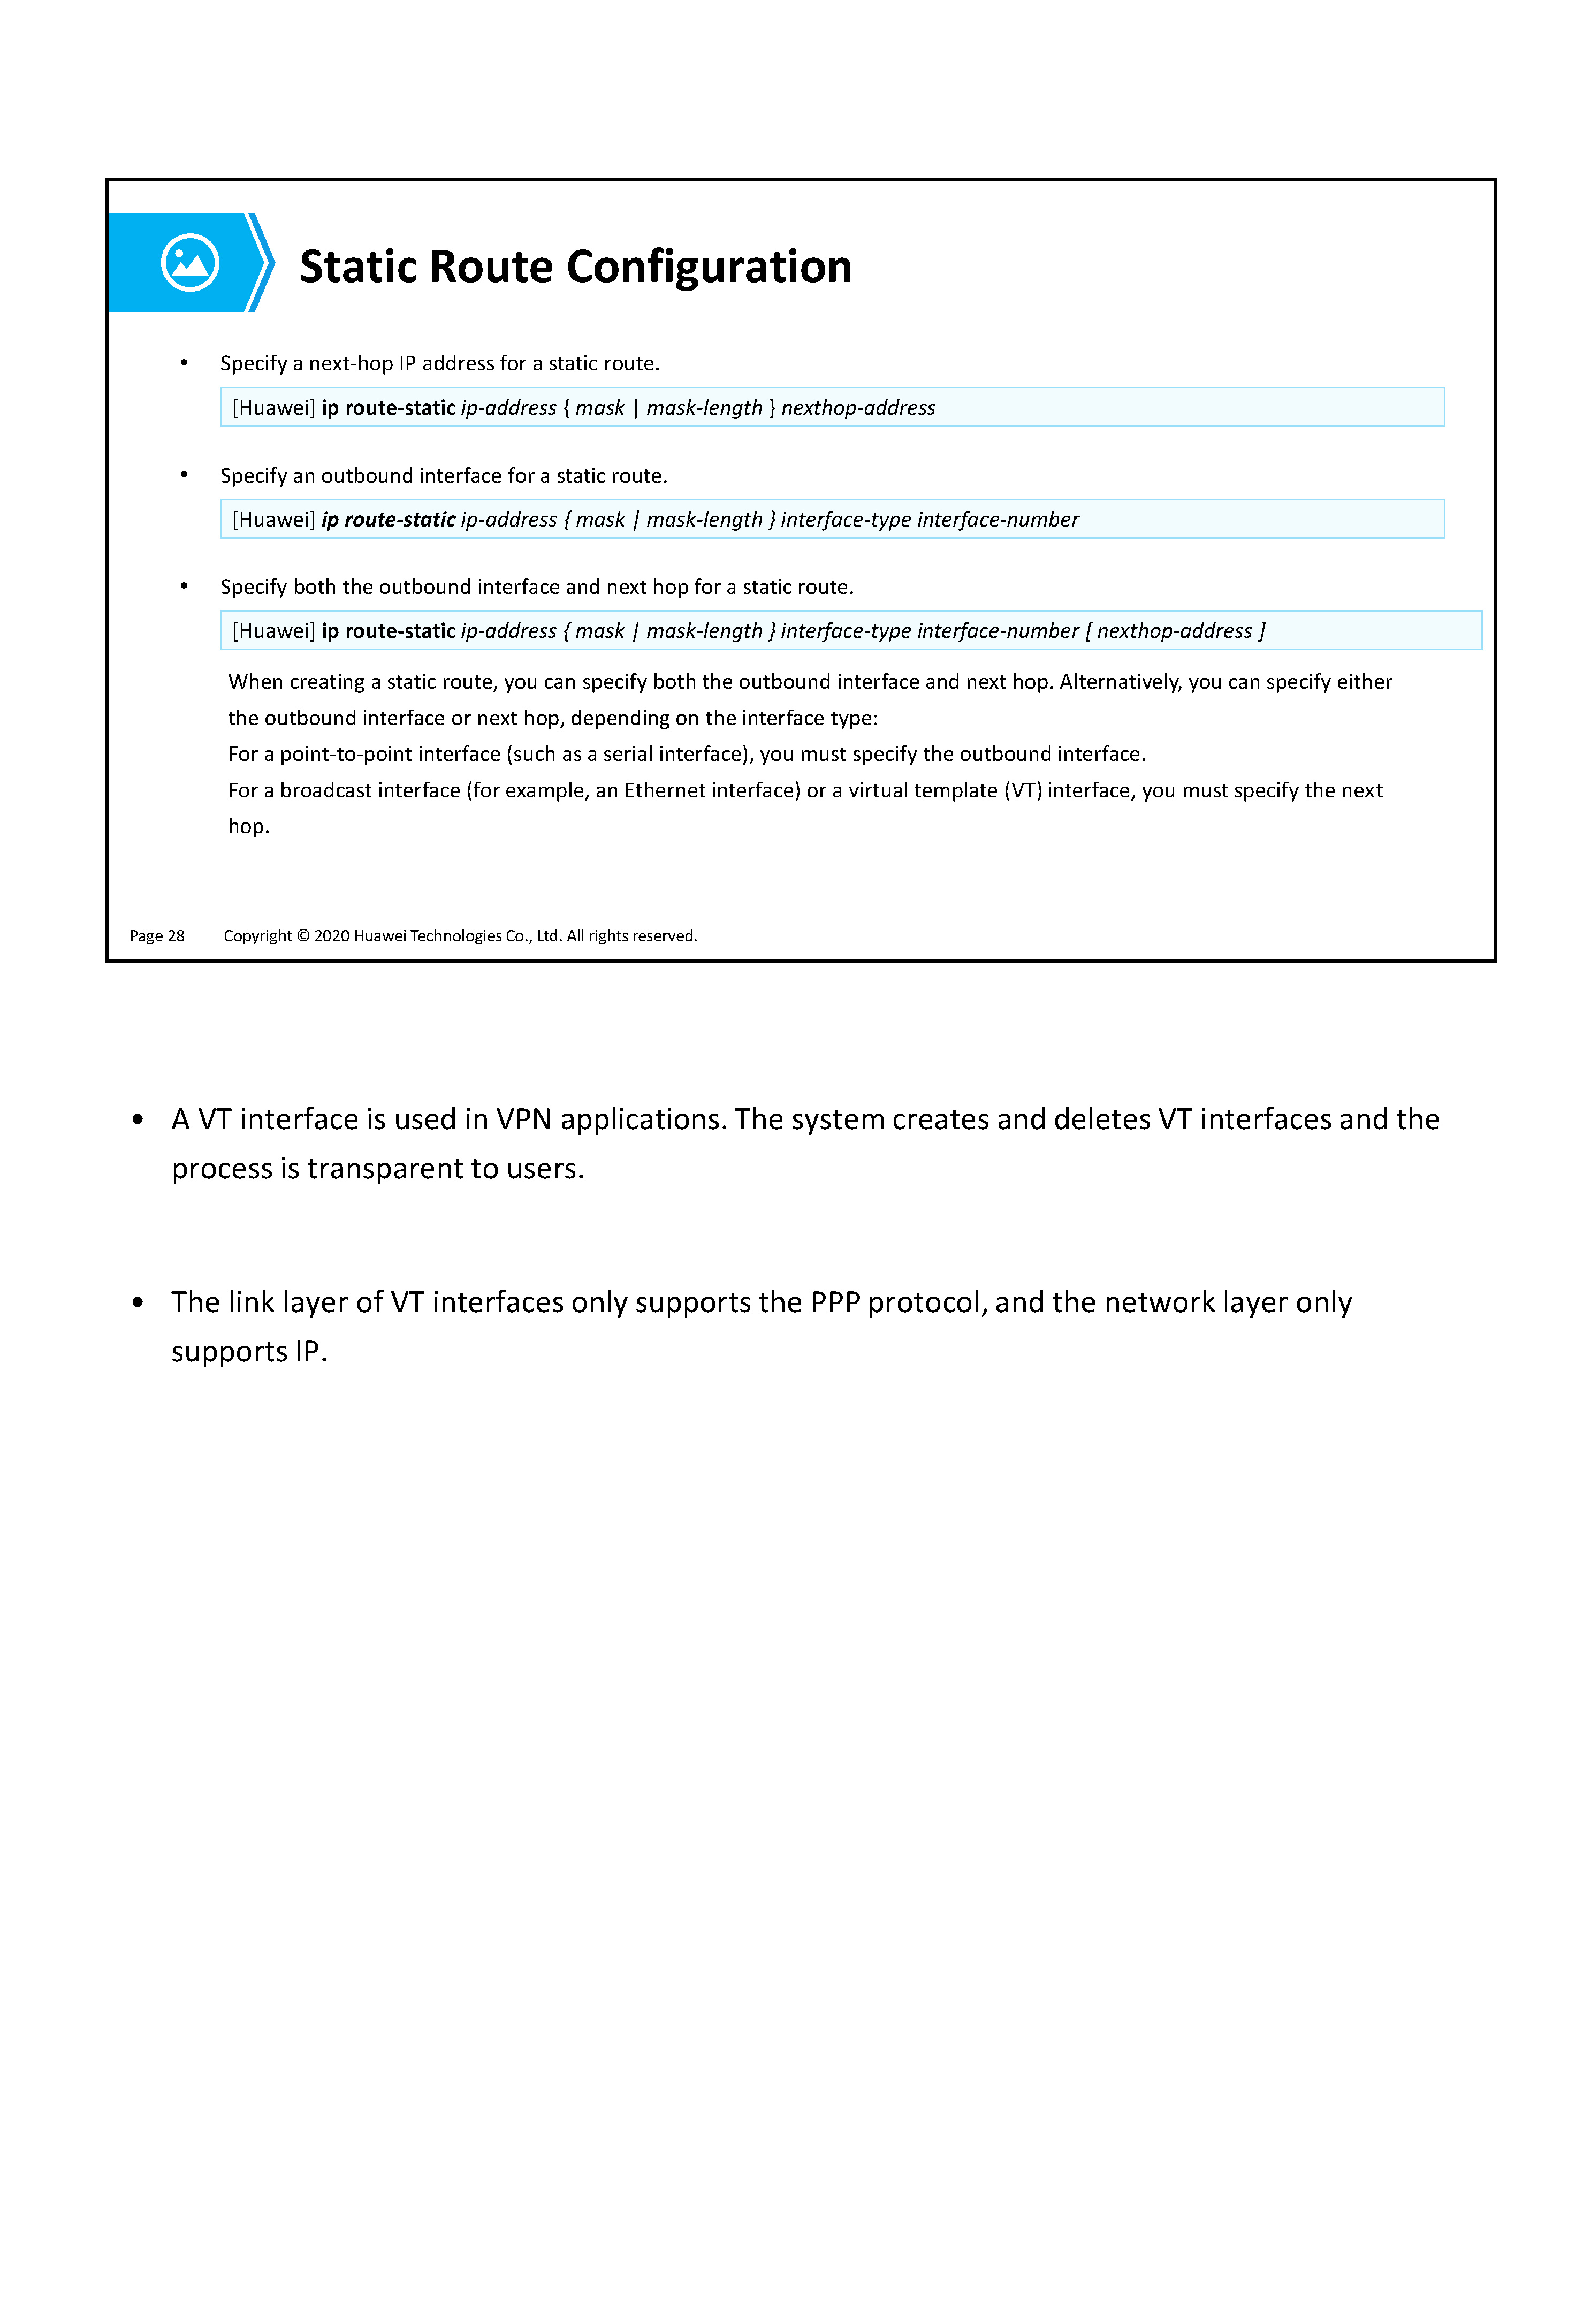 Static Route Configuration
• Specify a next-hop IP address for a static route.
[Huawei] ip route-static ip-address { mask | mask-length } nexthop-address
• Specify an outbound interface for a static route.
[Huawei] ip route-static ip-address { mask | mask-length } interface-type interface-number
• Specify both the outbound interface and next hop for a static route.
[Huawei] ip route-static ip-address { mask | mask-length } interface-type interface-number [ nexthop-address ]
When creating a static route, you can specify both the outbound interface and next hop. Alternatively, you can specify either
the outbound interface or next hop, depending on the interface type:
For a point-to-point interface (such as a serial interface), you must specify the outbound interface.
For a broadcast interface (for example, an Ethernet interface) or a virtual template (VT) interface, you must specify the next
hop.
Page 28 Copyright © 2020 Huawei Technologies Co., Ltd. All rights reserved.
• A VT interface is used in VPN applications. The system creates and deletes VT interfaces and the
process is transparent to users.
• The link layer of VT interfaces only supports the PPP protocol, and the network layer only
supports IP.